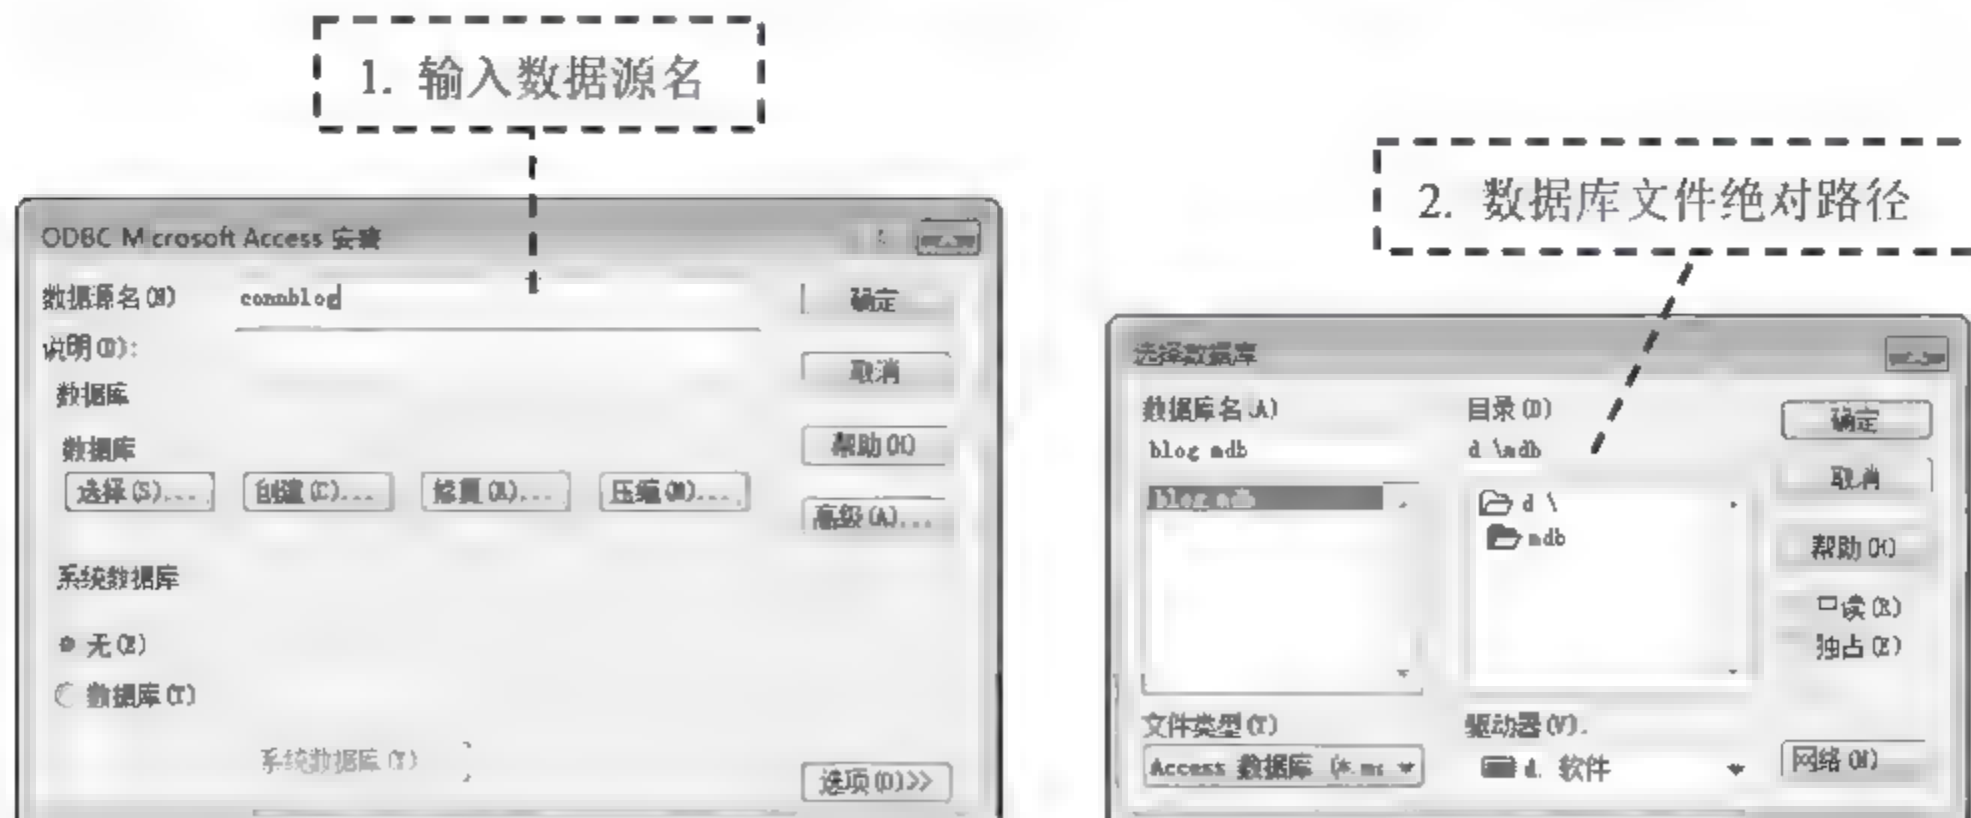 1. 输入数据源名
2. 数据库文件绝对路径
ODBC Microsoft Access 安装
数据源名(N)
connblog
确定
说明(D):
取消
数据库
数据库
帮助(H)
选择(S)...
创建(C)...
修复(R)...
压缩(M)...
高级(A)...
系统数据库
无(E)
数据库(T)
系统数据库(Y)
选项(O)>>
选择数据库
数据库名(A)
目录(D)
确定
blog mdb
d \mdb
取消
blog mdb
d \
mdb
帮助(H)
只读(R)
独占(E)
文件类型(T)
驱动器(V).
Access 数据库 (*.m
d. 软件
网络(N)